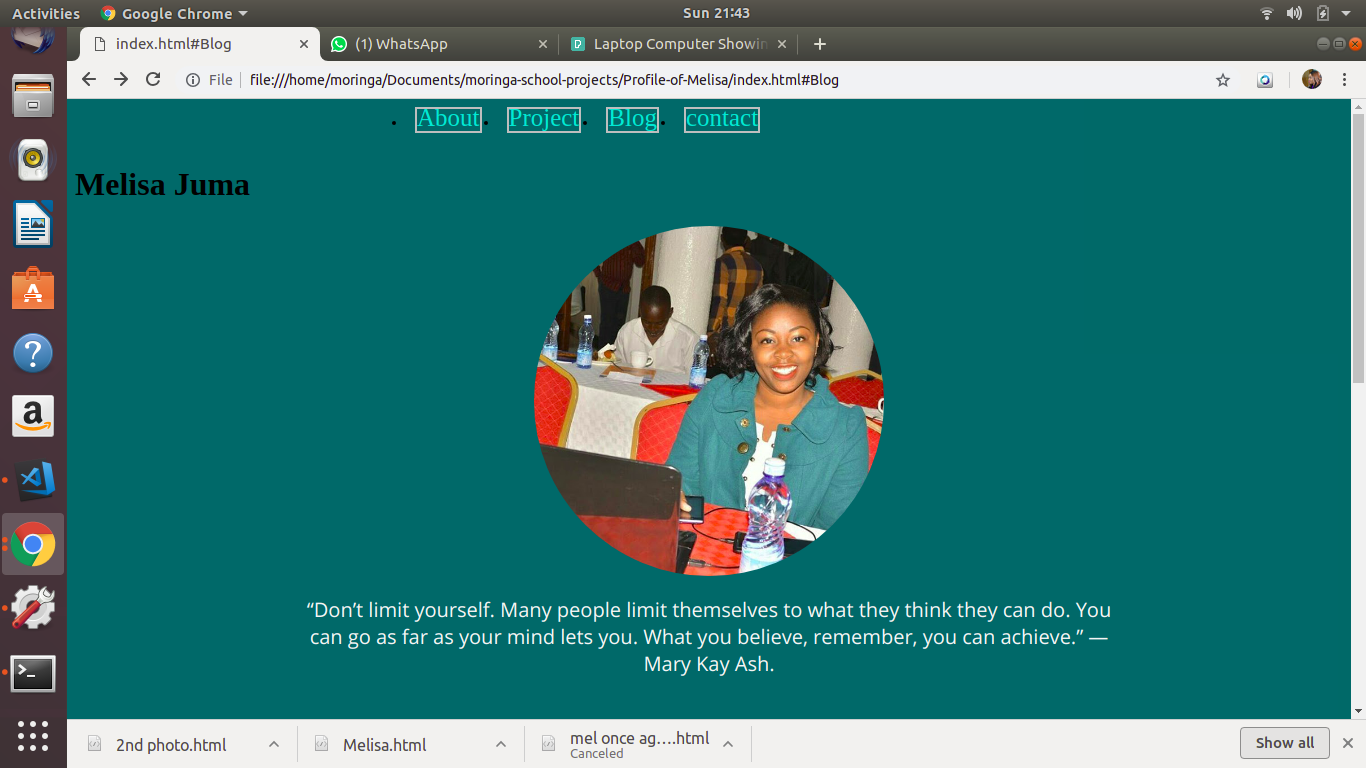 Activities Google Chrome Sun 21:43
index.html#Blog (1) WhatsApp Laptop Computer Showin
File file:///home/moringa/Documents/moringa-school-projects/Profile-of-Melisa/index.html#Blog
• About • Project • Blog • contact
Melisa Juma
“Don’t limit yourself. Many people limit themselves to what they think they can do. You
can go as far as your mind lets you. What you believe, remember, you can achieve.” —
Mary Kay Ash.
2nd photo.html Melisa.html mel once ag….html Show all
Canceled